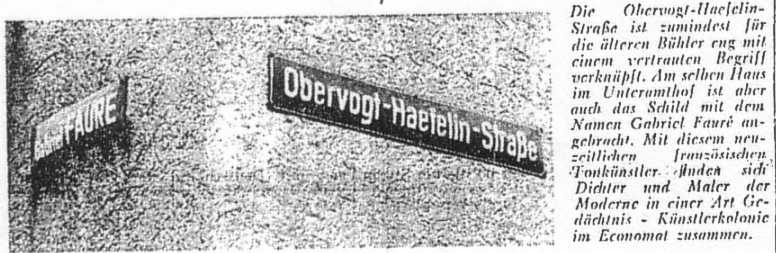 FAURE
Obervogt-Haefelin-Straße
Die Obervogt-Haefelin-
Straße ist zumindest für
die älteren Bühler eng mit
einem vertrauten Begriff
verknüpft. Am selben Haus
im Unteramthof ist aber
auch das Schild mit dem
Namen Gabriel Fauré an-
gebracht. Mit diesem neu-
zeitlichen französischen
Tonkünstler finden sich
Dichter und Maler der
Moderne in einer Art Ge-
dächtnis - Künstlerkolonie
im Economat zusammen.